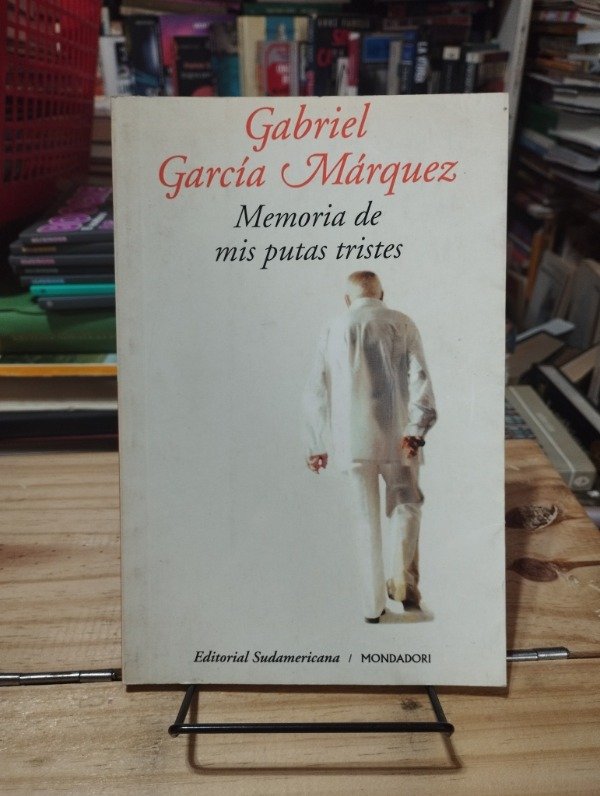 Gabriel
García Márquez
Memoria de
mis putas tristes
Editorial Sudamericana / MONDADORI